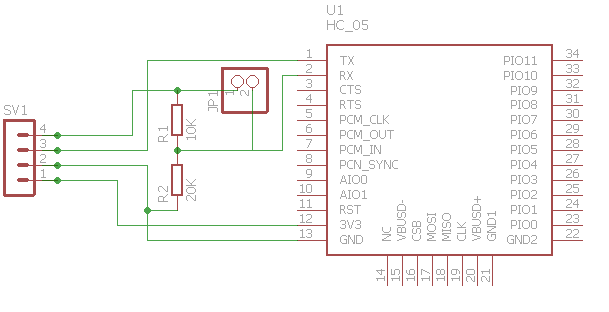 U1
HC_05
SV1
4
3
2
1
JP1
1
2
R1
10K
R2
20K
1 TX
2 RX
3 CTS
4 RTS
5 PCM_CLK
6 PCM_OUT
7 PCM_IN
8 PCN_SYNC
9 AIO0
10 AIO1
11 RST
12 3V3
13 GND
PIO11 34
PIO10 33
PIO9 32
PIO8 31
PIO7 30
PIO6 29
PIO5 28
PIO4 27
PIO3 26
PIO2 25
PIO1 24
PIO0 23
GND2 22
NC 14
VBUSD- 15
CSB 16
MOSI 17
MISO 18
CLK 19
VBUSD+ 20
GND1 21